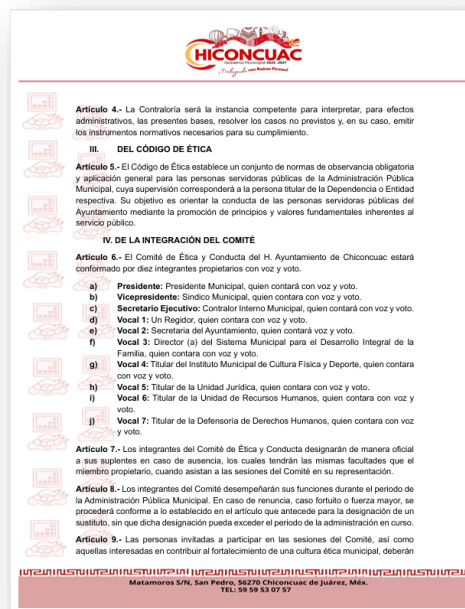 CHICONCUAC
Gobierno Municipal 2025 -2027
Artículo 4.- La Contraloría será la instancia competente para interpretar, para efectos
administrativos, las presentes bases, resolver los casos no previstos y, en su caso, emitir
los instrumentos normativos necesarios para su cumplimiento.
III. DEL CÓDIGO DE ÉTICA
Artículo 5.- El Código de Ética establece un conjunto de normas de observancia obligatoria
y aplicación general para las personas servidoras públicas de la Administración Pública
Municipal, cuya supervisión corresponderá a la persona titular de la Dependencia o Entidad
respectiva. Su objetivo es orientar la conducta de las personas servidoras públicas del
Ayuntamiento mediante la promoción de principios y valores fundamentales inherentes al
servicio público.
IV. DE LA INTEGRACIÓN DEL COMITÉ
Artículo 6.- El Comité de Ética y Conducta del H. Ayuntamiento de Chiconcuac estará
conformado por diez integrantes propietarios con voz y voto.
a) Presidente: Presidente Municipal, quien contara con voz y voto.
b) Vicepresidente: Sindico Municipal, quien contara con voz y voto.
c) Secretario Ejecutivo: Contralor Interno Municipal, quien contará con voz y voto.
d) Vocal 1: Un Regidor, quien contara con voz y voto.
e) Vocal 2: Secretaria del Ayuntamiento, quien contará voz y voto.
f) Vocal 3: Director (a) del Sistema Municipal para el Desarrollo Integral de la
Familia, quien contara con voz y voto.
g) Vocal 4: Titular del Instituto Municipal de Cultura Física y Deporte, quien contara
con voz y voto.
h) Vocal 5: Titular de la Unidad Jurídica, quien contara con voz y voto.
i) Vocal 6: Titular de la Unidad de Recursos Humanos, quien contara con voz y
voto.
j) Vocal 7: Titular de la Defensoría de Derechos Humanos, quien contara con voz
y voto.
Artículo 7.- Los integrantes del Comité de Ética y Conducta designarán de manera oficial
a sus suplentes en caso de ausencia, los cuales tendrán las mismas facultades que el
miembro propietario, cuando asistan a las sesiones del Comité en su representación.
Artículo 8.- Los integrantes del Comité desempeñarán sus funciones durante el periodo de
la Administración Pública Municipal. En caso de renuncia, caso fortuito o fuerza mayor, se
procederá conforme a lo establecido en el artículo que antecede para la designación de un
sustituto, sin que dicha designación pueda exceder el periodo de la administración en curso.
Artículo 9.- Las personas invitadas a participar en las sesiones del Comité, así como
aquellas interesadas en contribuir al fortalecimiento de una cultura ética municipal, deberán
Matamoros S/N, San Pedro, 56270 Chiconcuac de Juárez, Méx.
TEL: 59 59 53 07 57